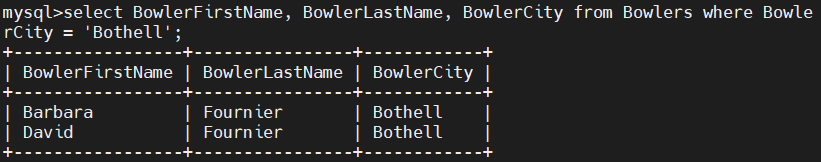 mysql>select BowlerFirstName, BowlerLastName, BowlerCity from Bowlers where Bowle
rCity = 'Bothell';
+-----------------+----------------+------------+
| BowlerFirstName | BowlerLastName | BowlerCity |
+-----------------+----------------+------------+
| Barbara         | Fournier       | Bothell    |
| David           | Fournier       | Bothell    |
+-----------------+----------------+------------+